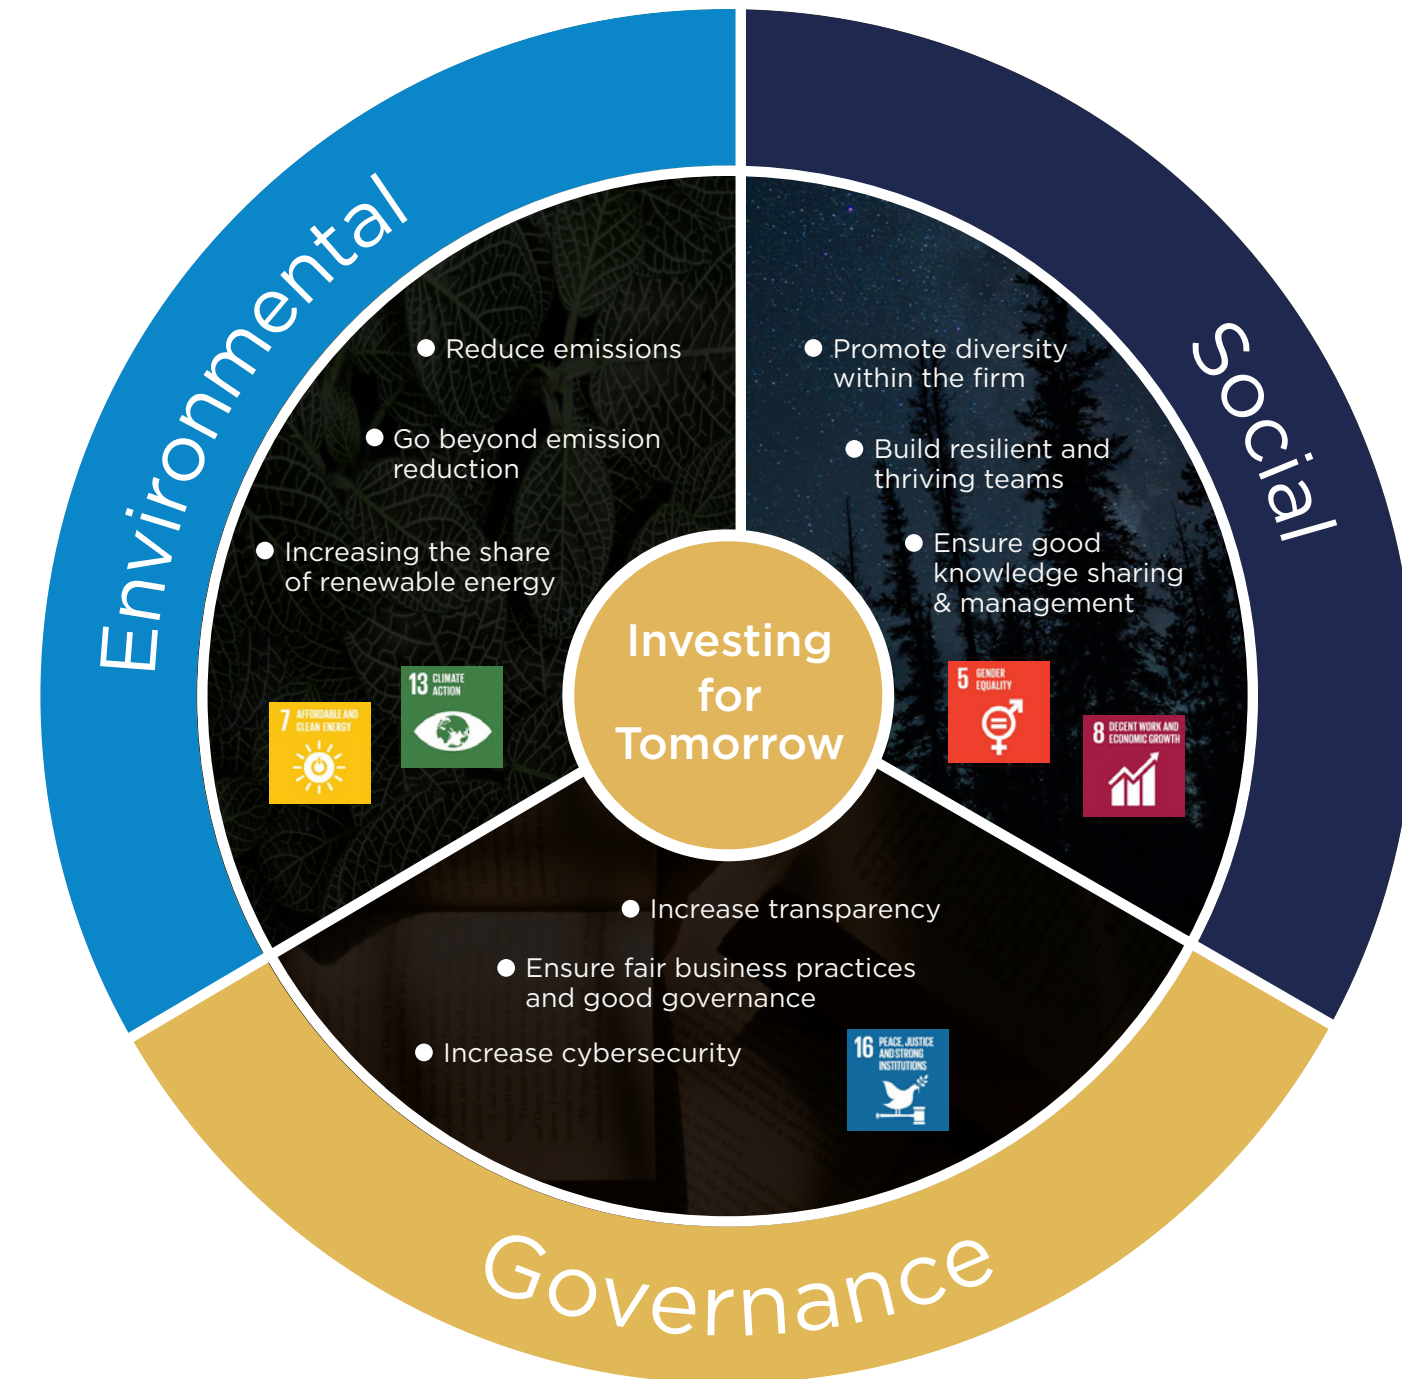 Environmental
Reduce emissions
Go beyond emission
reduction
Increasing the share
of renewable energy
7 AFFORDABLE AND
CLEAN ENERGY
13 CLIMATE
ACTION
Social
Promote diversity
within the firm
Build resilient and
thriving teams
Ensure good
knowledge sharing
& management
5 GENDER
EQUALITY
8 DECENT WORK AND
ECONOMIC GROWTH
Investing
for
Tomorrow
Increase transparency
Ensure fair business practices
and good governance
Increase cybersecurity
16 PEACE, JUSTICE
AND STRONG
INSTITUTIONS
Governance